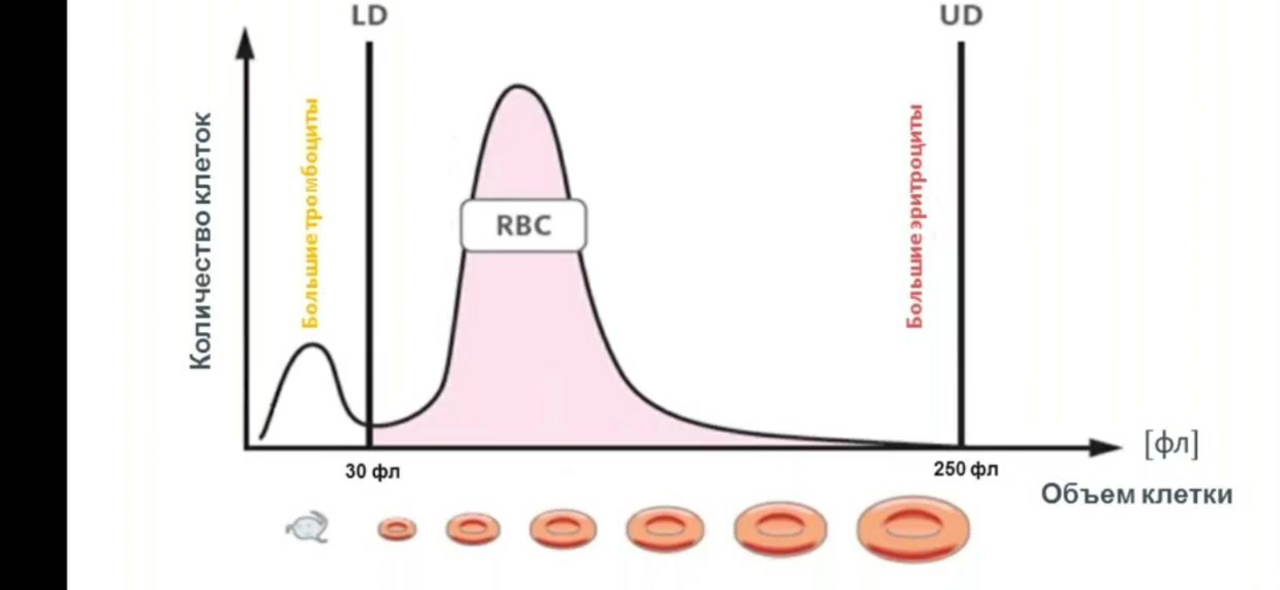 LD
UD
Количество клеток
Большие тромбоциты
RBC
Большие эритроциты
[фл]
30 фл
250 фл
Объем клетки